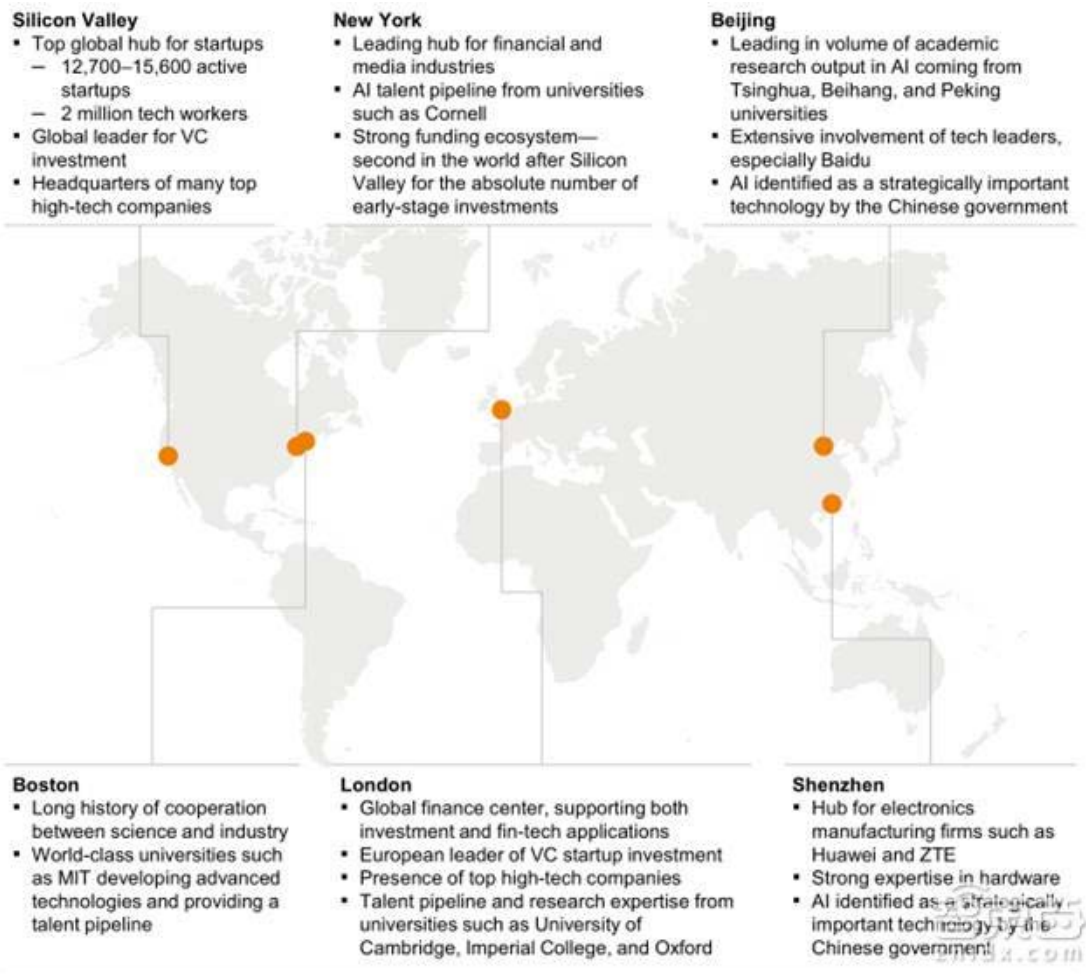 Silicon Valley
▪ Top global hub for startups
– 12,700–15,600 active
startups
– 2 million tech workers
▪ Global leader for VC
investment
▪ Headquarters of many top
high-tech companies
New York
▪ Leading hub for financial and
media industries
▪ AI talent pipeline from universities
such as Cornell
▪ Strong funding ecosystem—
second in the world after Silicon
Valley for the absolute number of
early-stage investments
Beijing
▪ Leading in volume of academic
research output in AI coming from
Tsinghua, Beihang, and Peking
universities
▪ Extensive involvement of tech leaders,
especially Baidu
▪ AI identified as a strategically important
technology by the Chinese government
Boston
▪ Long history of cooperation
between science and industry
▪ World-class universities such
as MIT developing advanced
technologies and providing a
talent pipeline
London
▪ Global finance center, supporting both
investment and fin-tech applications
▪ European leader of VC startup investment
▪ Presence of top high-tech companies
▪ Talent pipeline and research expertise from
universities such as University of
Cambridge, Imperial College, and Oxford
Shenzhen
▪ Hub for electronics
manufacturing firms such as
Huawei and ZTE
▪ Strong expertise in hardware
▪ AI identified as a strategically
important technology by the
Chinese government